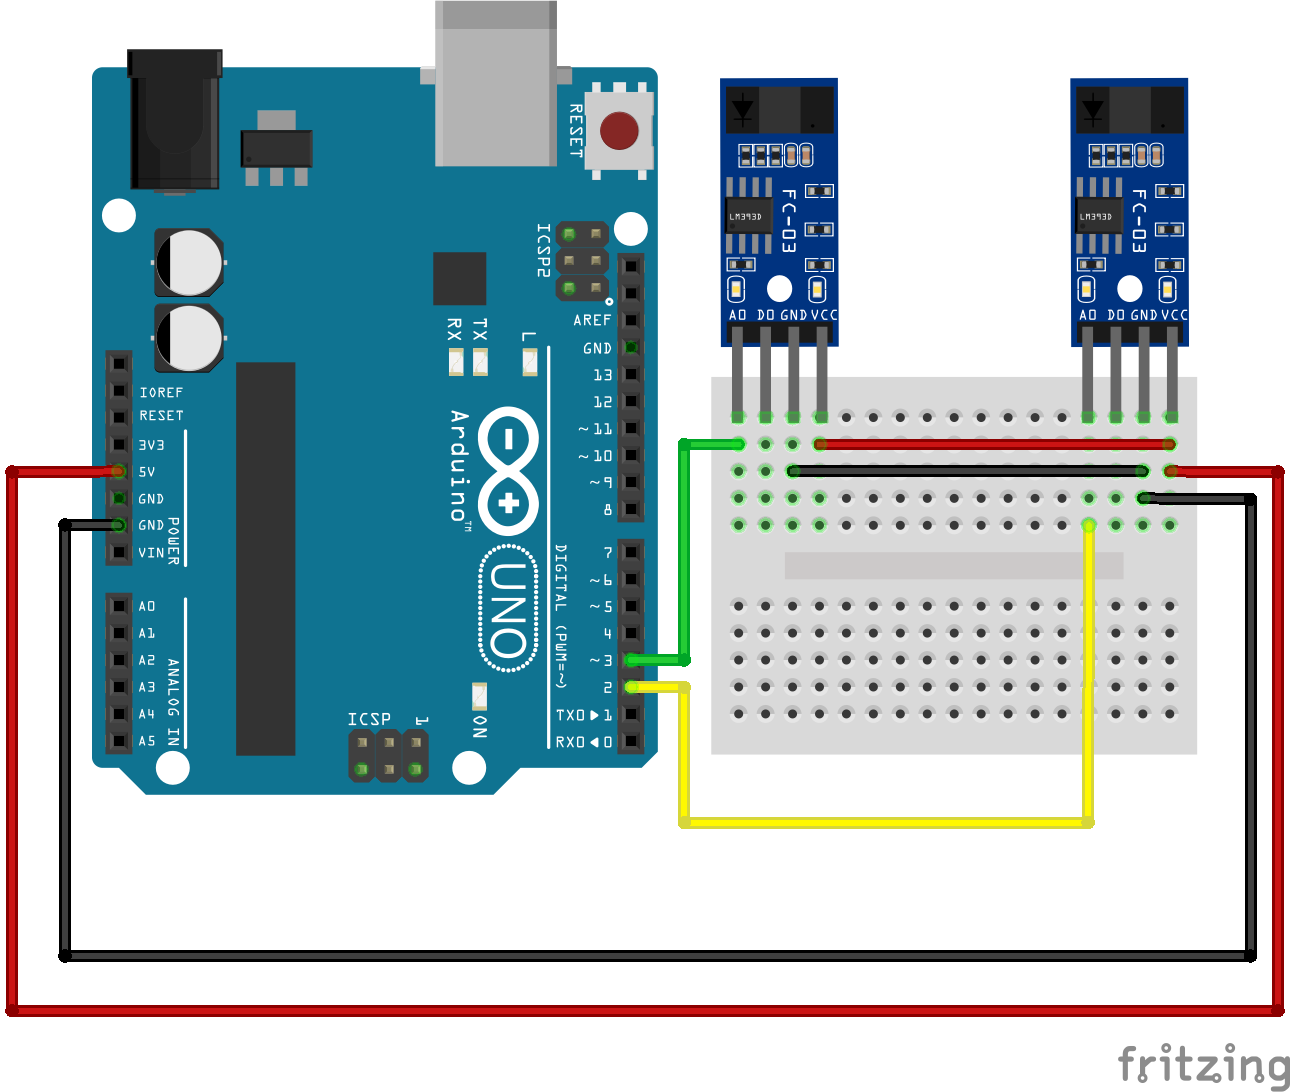 RESET
ICSP2
AREF
GND
13
12
~11
~10
~9
8
7
~6
~5
4
~3
2
TX0▶1
RX0◀0
RX
TX
L
Arduino™
UNO
DIGITAL (PWM=~)
IOREF
RESET
3V3
5V
GND
GND
VIN
POWER
A0
A1
A2
A3
A4
A5
ANALOG IN
ICSP
1
ON
LM393D
FC-03
A0 D0 GND VCC
LM393D
FC-03
A0 D0 GND VCC
fritzing